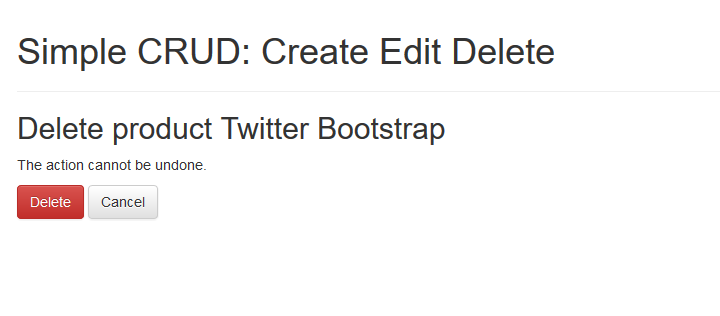 Simple CRUD: Create Edit Delete
Delete product Twitter Bootstrap
The action cannot be undone.
Delete Cancel